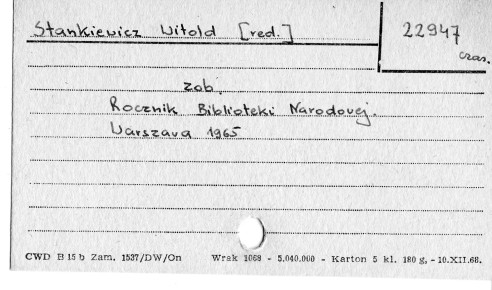 Stankiewicz Witold [red.]
22947
czas.
zob.
Rocznik Biblioteki Narodowej.
Warszawa 1965
CWD B 15 b Zam. 1537/DW/On Wrsk 1068 - 5.040.000 - Karton 5 kl. 180 g, - 10.XII.68.